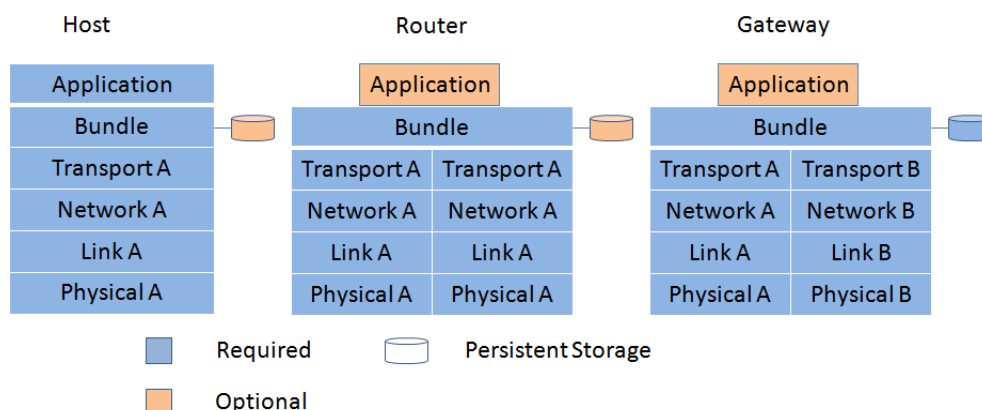 Host Router Gateway
Application Application Application
Bundle Bundle Bundle
Transport A Transport A Transport A Transport A Transport B
Network A Network A Network A Network A Network B
Link A Link A Link A Link A Link B
Physical A Physical A Physical A Physical A Physical B
Required Persistent Storage
Optional